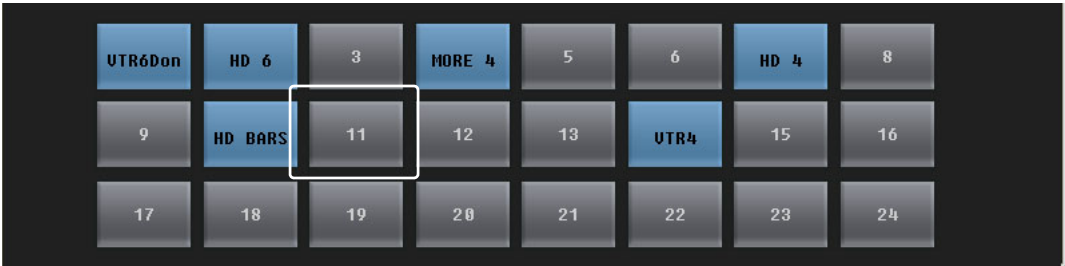 VTR6Don HD 6 3 MORE 4 5 6 HD 4 8
9 HD BARS 11 12 13 VTR4 15 16
17 18 19 20 21 22 23 24